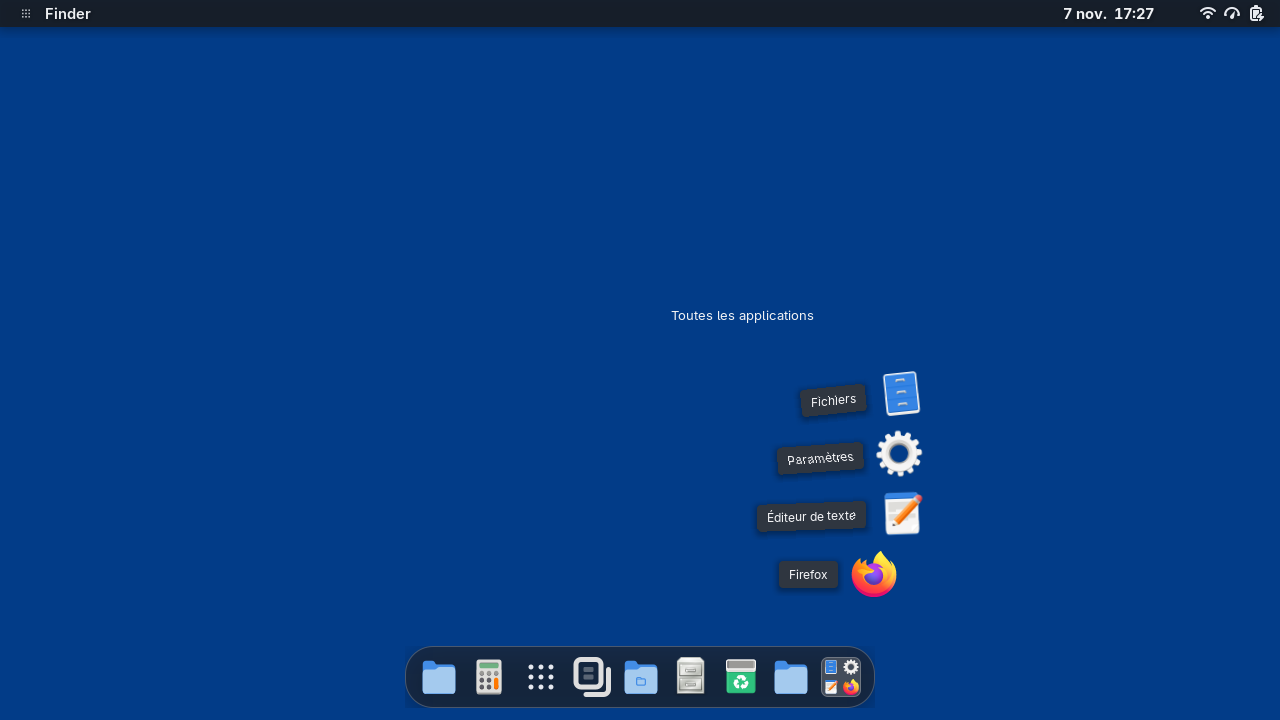 Finder
7 nov. 17:27
Toutes les applications
Fichiers
Paramètres
Éditeur de texte
Firefox